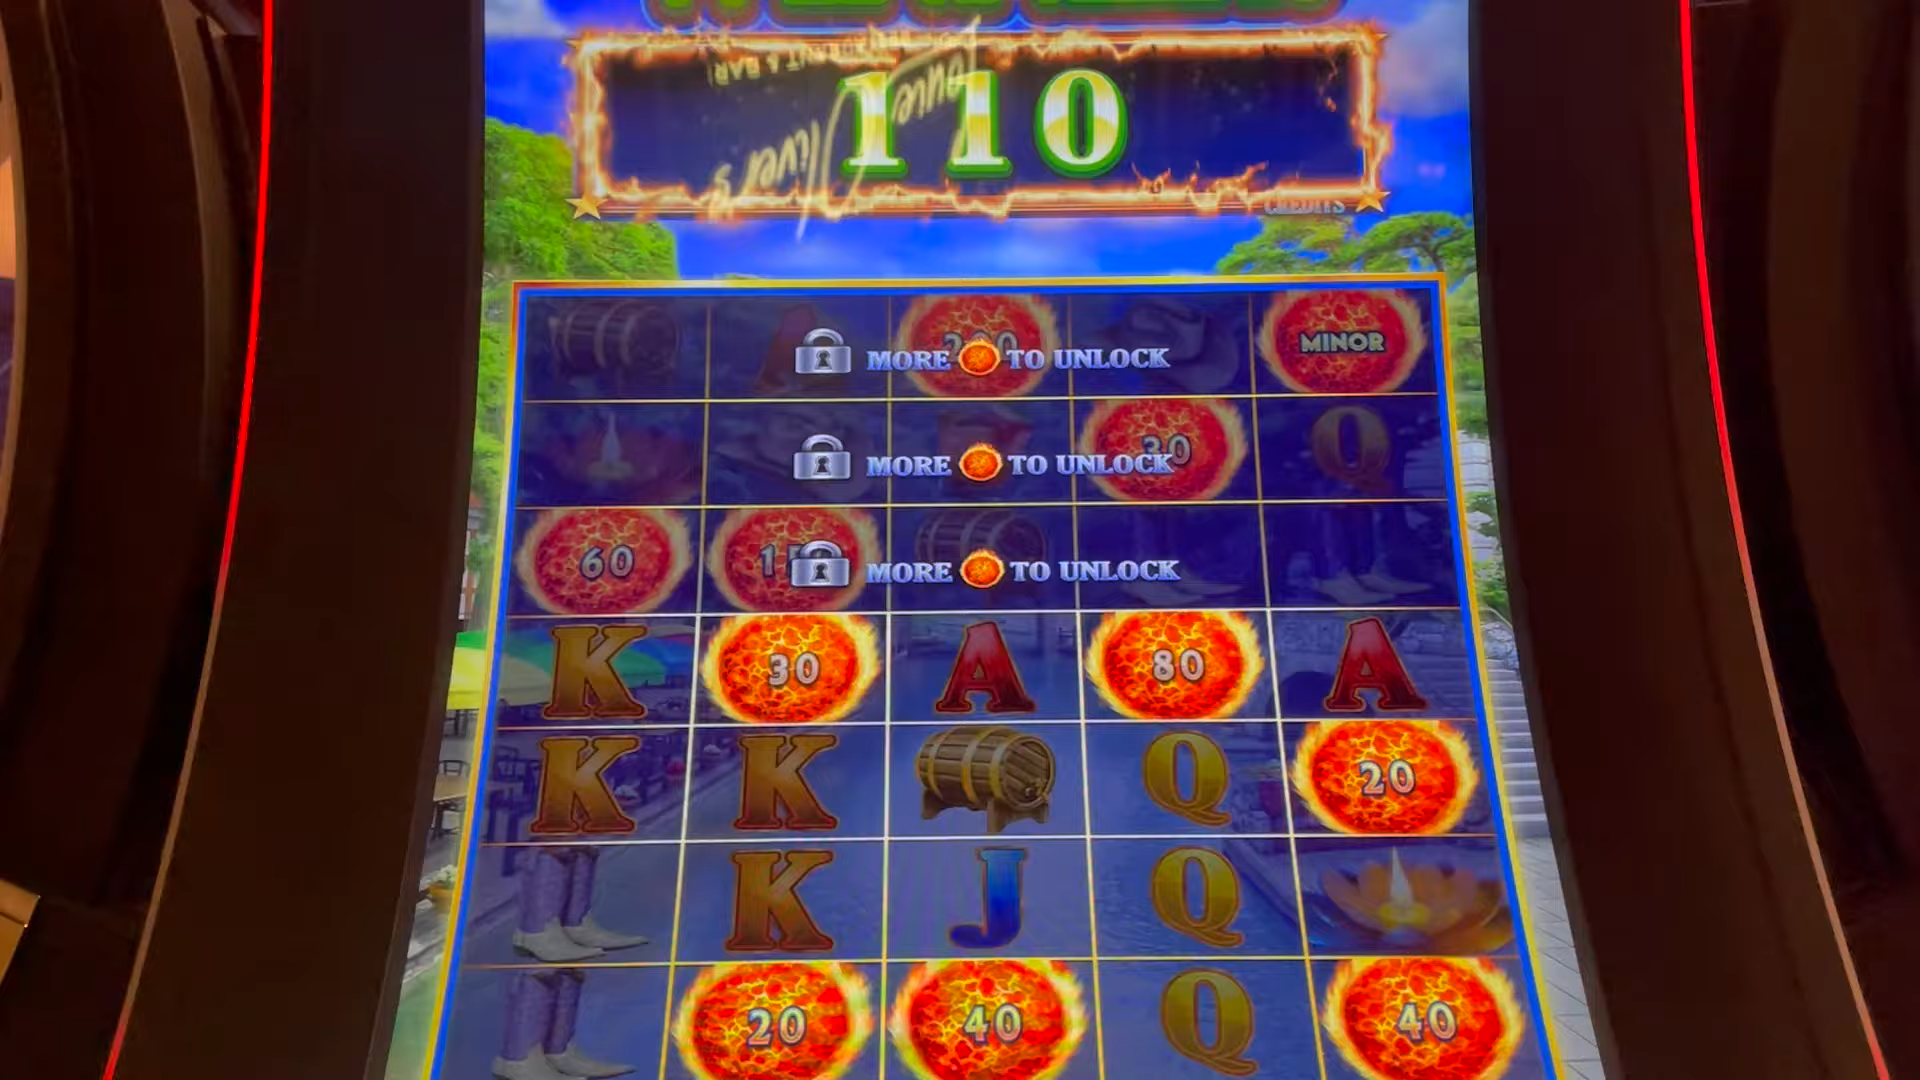 110
CREDITS
MINOR
MORE TO UNLOCK
30
MORE TO UNLOCK
Q
60
MORE TO UNLOCK
K 30 A 80 A
K K Q 20
K J Q
20 40 Q 40